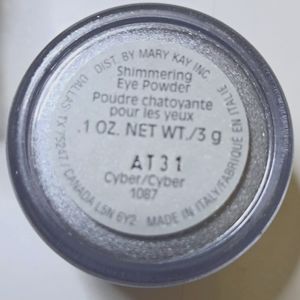 DIST. BY MARY KAY INC.
DALLAS TX 75247 CANADA L5N 6Y2 MADE IN ITALY/FABRIQUÉ EN ITALIE
Shimmering
Eye Powder
Poudre chatoyante
pour les yeux
.1 OZ. NET WT./3 g
AT31
Cyber/Cyber
1087